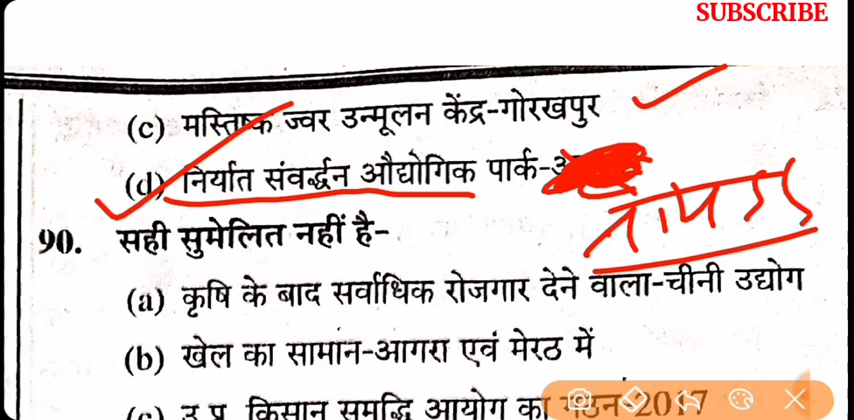 SUBSCRIBE
(c) मस्तिष्क ज्वर उन्मूलन केंद्र-गोरखपुर
(d) निर्यात संवर्द्धन औद्योगिक पार्क-
90. सही सुमेलित नहीं है-
(a) कृषि के बाद सर्वाधिक रोजगार देने वाला-चीनी उद्योग
(b) खेल का सामान-आगरा एवं मेरठ में
(c) उ.प्र. किसान समृद्धि आयोग का गठन 2017